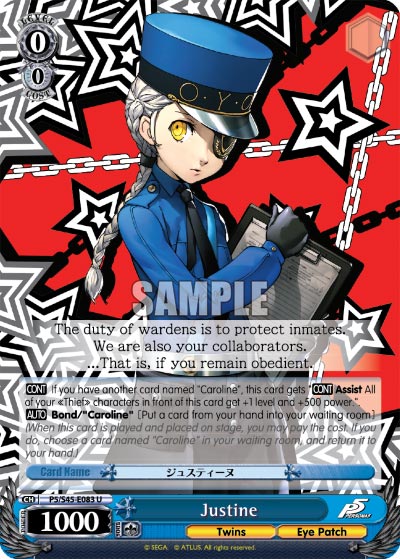 LEVEL
0
0
COST
O·Y·O
SAMPLE
The duty of wardens is to protect inmates.
We are also your collaborators.
...That is, if you remain obedient.
CONT If you have another card named "Caroline", this card gets "CONT Assist All of your «Thief» characters in front of this card get +1 level and +500 power."
AUTO Bond/"Caroline" [Put a card from your hand into your waiting room]
(When this card is played and placed on stage, you may pay the cost. If you do, choose a card named "Caroline" in your waiting room, and return it to your hand.)
Card Name
ジュスティーヌ
CH P5/S45-E083 U
1000
Justine
P5
PERSONA5
Twins
Eye Patch
© SEGA. © ATLUS. All rights reserved.